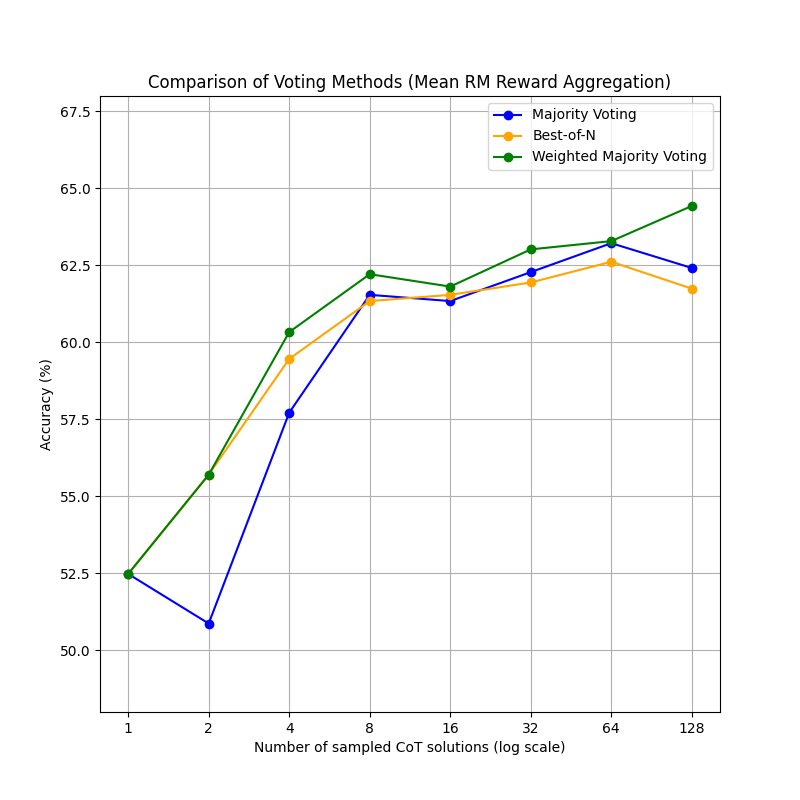 Comparison of Voting Methods (Mean RM Reward Aggregation)
Majority Voting
Best-of-N
Weighted Majority Voting
67.5
65.0
62.5
60.0
57.5
55.0
52.5
50.0
Accuracy (%)
1 2 4 8 16 32 64 128
Number of sampled CoT solutions (log scale)